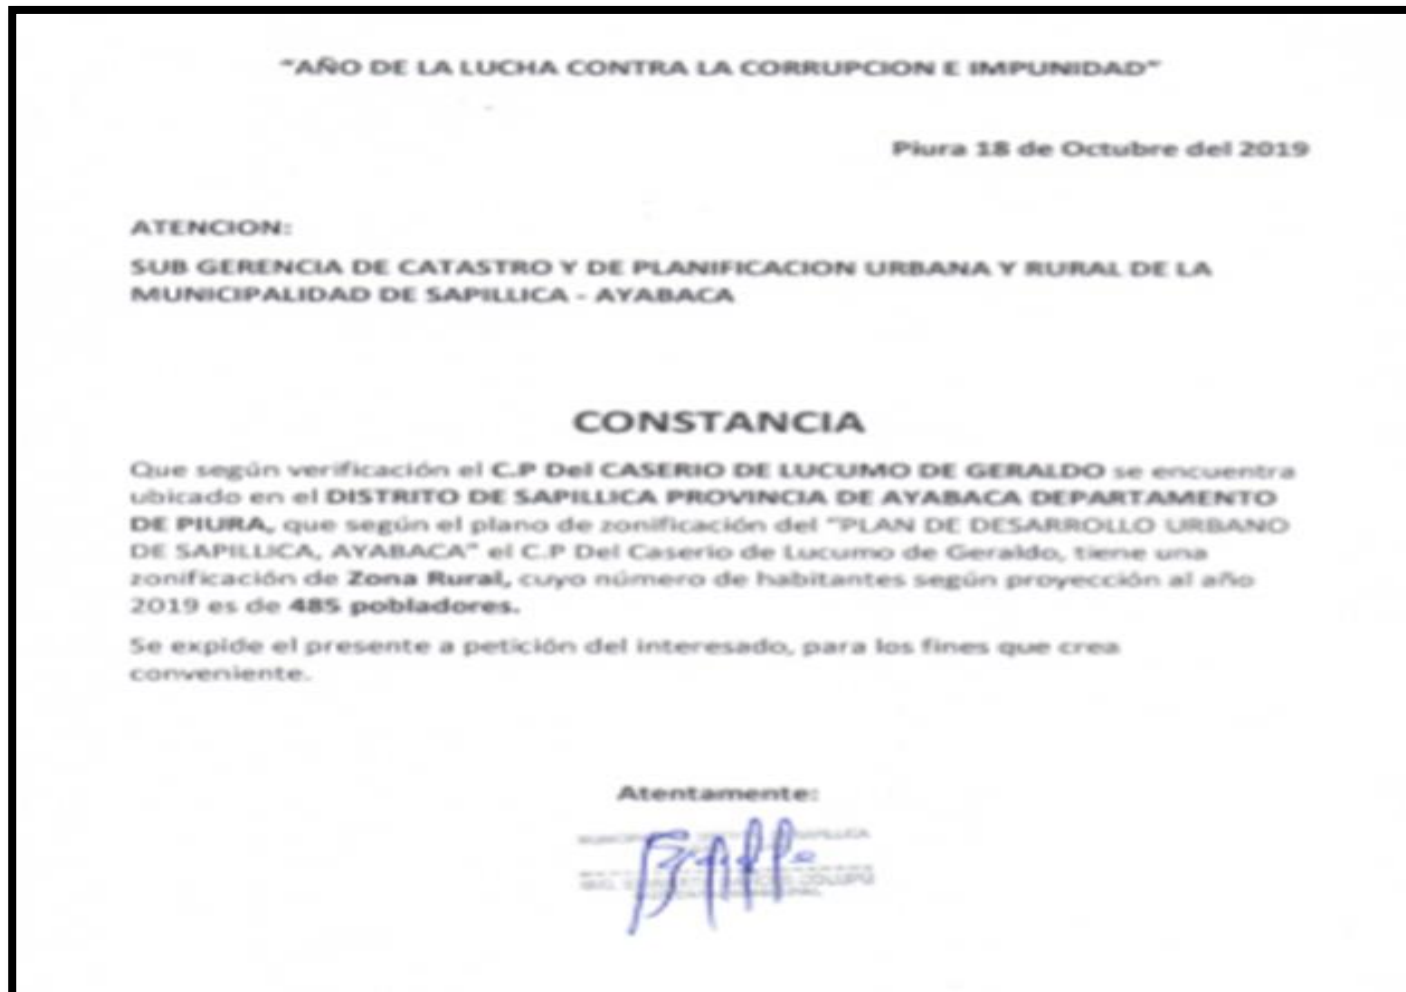 "AÑO DE LA LUCHA CONTRA LA CORRUPCION E IMPUNIDAD"
Piura 18 de Octubre del 2019
ATENCION:
SUB GERENCIA DE CATASTRO Y DE PLANIFICACION URBANA Y RURAL DE LA
MUNICIPALIDAD DE SAPILLICA - AYABACA
CONSTANCIA
Que según verificación el C.P Del CASERIO DE LUCUMO DE GERALDO se encuentra
ubicado en el DISTRITO DE SAPILLICA PROVINCIA DE AYABACA DEPARTAMENTO
DE PIURA, que según el plano de zonificación del "PLAN DE DESARROLLO URBANO
DE SAPILLICA, AYABACA" el C.P Del Caserio de Lucumo de Geraldo, tiene una
zonificación de Zona Rural, cuyo número de habitantes según proyección al año
2019 es de 485 pobladores.
Se expide el presente a petición del interesado, para los fines que crea
conveniente.
Atentamente:
SAPILLICA